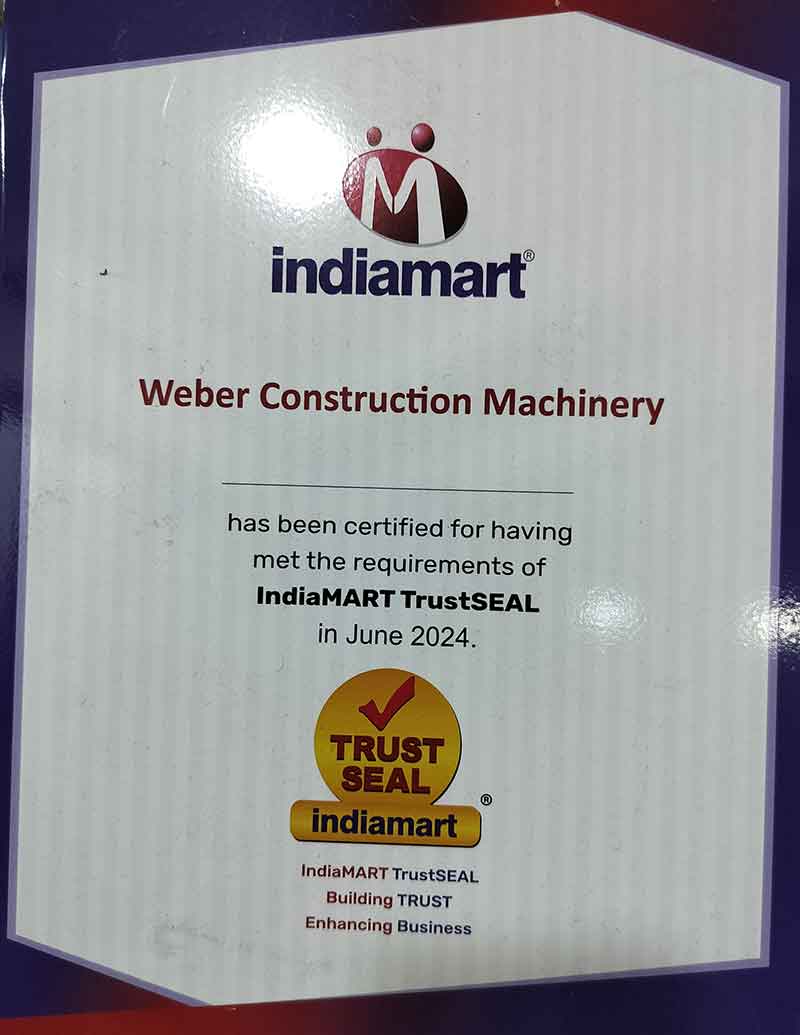 M
indiamart®
Weber Construction Machinery
has been certified for having
met the requirements of
IndiaMART TrustSEAL
in June 2024.
TRUST
SEAL
indiamart®
IndiaMART TrustSEAL
Building TRUST
Enhancing Business